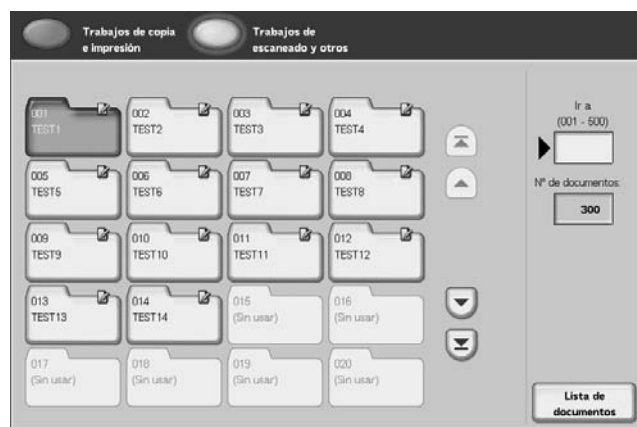 Trabajos de copia
e impresión
Trabajos de
escaneado y otros
001
TEST1
002
TEST2
003
TEST3
004
TEST4
005
TEST5
006
TEST6
007
TEST7
008
TEST8
009
TEST9
010
TEST10
011
TEST11
012
TEST12
013
TEST13
014
TEST14
015
(Sin usar)
016
(Sin usar)
017
(Sin usar)
018
(Sin usar)
019
(Sin usar)
020
(Sin usar)
Ir a
(001 - 500)
Nº de documentos:
300
Lista de
documentos